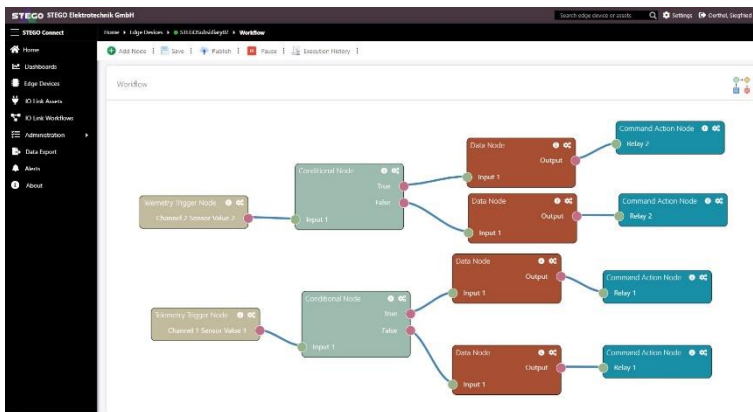 STEGO STEGO Elektrotechnik GmbH
Search edge device or assets
Settings
Oerthel, Siegfried
STEGO Connect
Home
Dashboards
Edge Devices
IO Link Assets
IO Link Workflows
Administration
Data Export
Alerts
About
Home Edge Devices STEGOSubsidiary02 Workflow
Add Node Save Publish Pause Execution History
Workflow
Telemetry Trigger Node
Channel 2 Sensor Value 2
Conditional Node
True
False
Input 1
Data Node
Output
Input 1
Command Action Node
Relay 2
Data Node
Output
Input 1
Command Action Node
Relay 2
Telemetry Trigger Node
Channel 1 Sensor Value 1
Conditional Node
True
False
Input 1
Data Node
Output
Input 1
Command Action Node
Relay 1
Data Node
Output
Input 1
Command Action Node
Relay 1